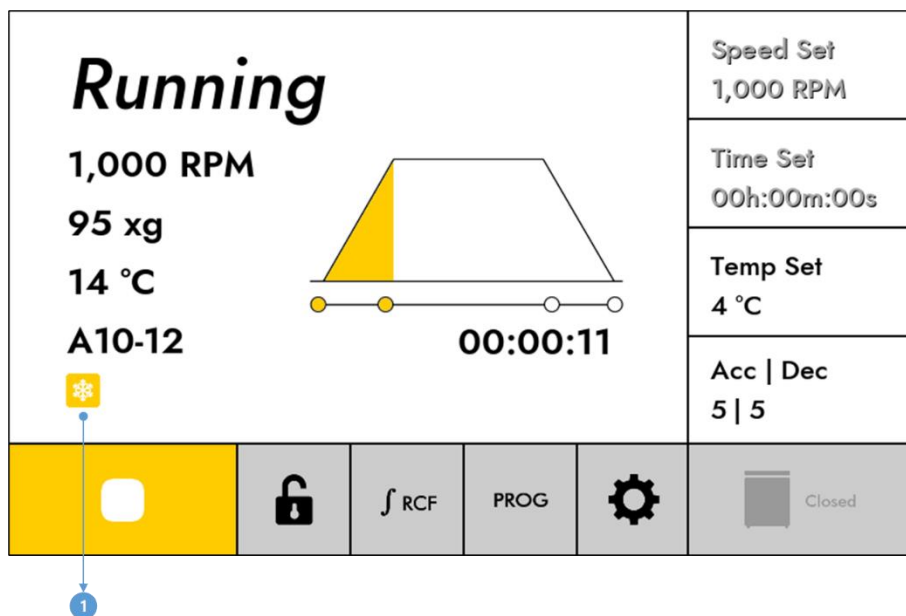 Running
1,000 RPM
95 xg
14 °C
A10-12
00:00:11
Speed Set
1,000 RPM
Time Set
00h:00m:00s
Temp Set
4 °C
Acc | Dec
5 | 5
∫ RCF
PROG
Closed
1